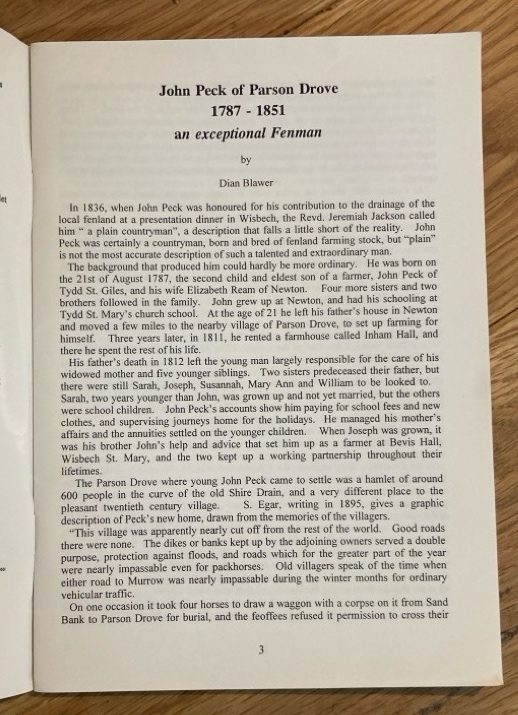 John Peck of Parson Drove
1787 - 1851
an exceptional Fenman
by
Dian Blawer
In 1836, when John Peck was honoured for his contribution to the drainage of the
local fenland at a presentation dinner in Wisbech, the Revd. Jeremiah Jackson called
him “ a plain countryman”, a description that falls a little short of the reality. John
Peck was certainly a countryman, born and bred of fenland farming stock, but “plain”
is not the most accurate description of such a talented and extraordinary man.
The background that produced him could hardly be more ordinary. He was born on
the 21st of August 1787, the second child and eldest son of a farmer, John Peck of
Tydd St. Giles, and his wife Elizabeth Ream of Newton. Four more sisters and two
brothers followed in the family. John grew up at Newton, and had his schooling at
Tydd St. Mary’s church school. At the age of 21 he left his father’s house in Newton
and moved a few miles to the nearby village of Parson Drove, to set up farming for
himself. Three years later, in 1811, he rented a farmhouse called Inham Hall, and
there he spent the rest of his life.
His father’s death in 1812 left the young man largely responsible for the care of his
widowed mother and five younger siblings. Two sisters predeceased their father, but
there were still Sarah, Joseph, Susannah, Mary Ann and William to be looked to.
Sarah, two years younger than John, was grown up and not yet married, but the others
were school children. John Peck’s accounts show him paying for school fees and new
clothes, and supervising journeys home for the holidays. He managed his mother’s
affairs and the annuities settled on the younger children. When Joseph was grown, it
was his brother John’s help and advice that set him up as a farmer at Bevis Hall,
Wisbech St. Mary, and the two kept up a working partnership throughout their
lifetimes.
The Parson Drove where young John Peck came to settle was a hamlet of around
600 people in the curve of the old Shire Drain, and a very different place to the
pleasant twentieth century village. S. Egar, writing in 1895, gives a graphic
description of Peck’s new home, drawn from the memories of the villagers.
“This village was apparently nearly cut off from the rest of the world. Good roads
there were none. The dikes or banks kept up by the adjoining owners served a double
purpose, protection against floods, and roads which for the greater part of the year
were nearly impassable even for packhorses. Old villagers speak of the time when
either road to Murrow was nearly impassable during the winter months for ordinary
vehicular traffic.
On one occasion it took four horses to draw a waggon with a corpse on it from Sand
Bank to Parson Drove for burial, and the feoffees refused it permission to cross their
3